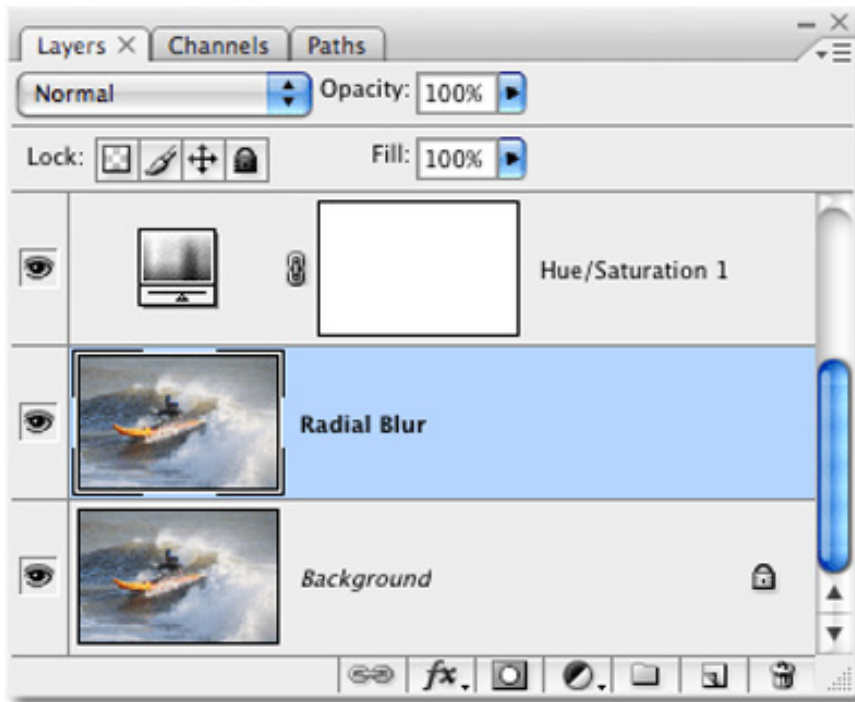 Layers Channels Paths
Normal Opacity: 100%
Lock: Fill: 100%
Hue/Saturation 1
Radial Blur
Background
fx